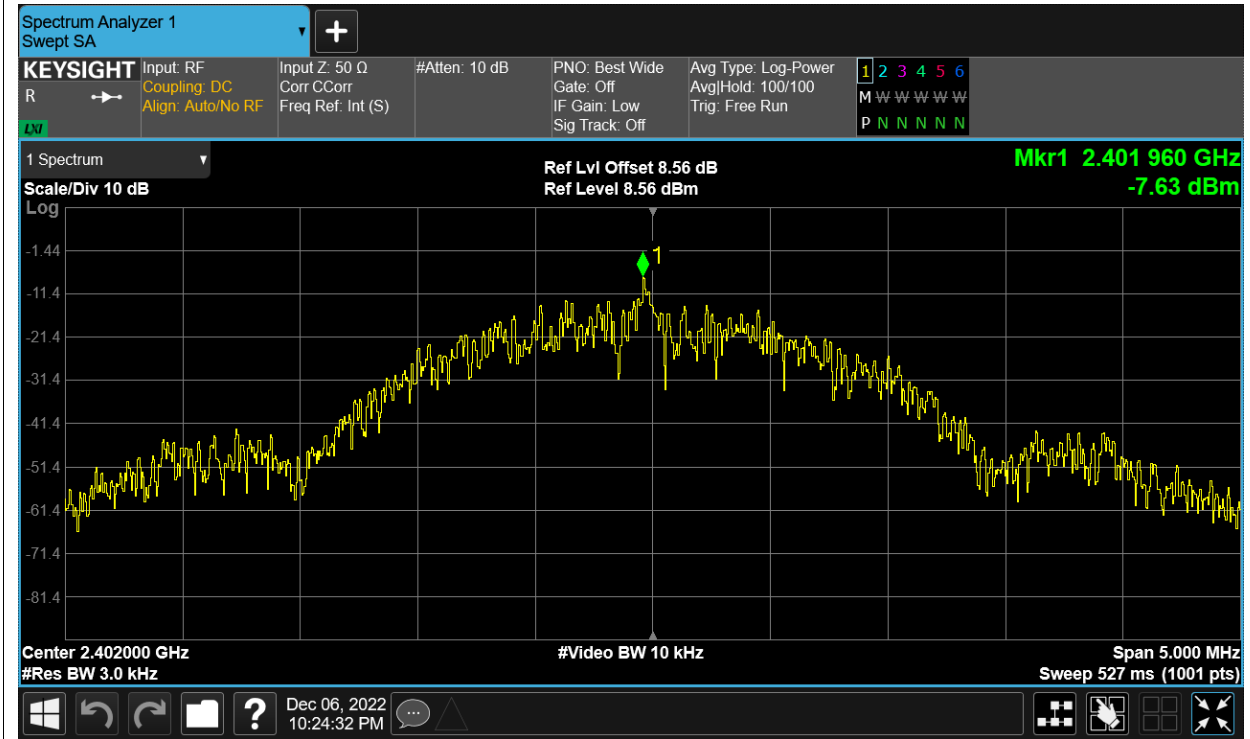 Spectrum Analyzer 1
Swept SA
KEYSIGHT
R
LXI
Input: RF
Coupling: DC
Align: Auto/No RF
Input Z: 50 Ω
Corr CCorr
Freq Ref: Int (S)
#Atten: 10 dB
PNO: Best Wide
Gate: Off
IF Gain: Low
Sig Track: Off
Avg Type: Log-Power
Avg|Hold: 100/100
Trig: Free Run
1 2 3 4 5 6
M W W W W W
P N N N N N
1 Spectrum
Scale/Div 10 dB
Log
Ref Lvl Offset 8.56 dB
Ref Level 8.56 dBm
Mkr1 2.401 960 GHz
-7.63 dBm
1
-1.44
-11.4
-21.4
-31.4
-41.4
-51.4
-61.4
-71.4
-81.4
Center 2.402000 GHz
#Res BW 3.0 kHz
#Video BW 10 kHz
Span 5.000 MHz
Sweep 527 ms (1001 pts)
?
Dec 06, 2022
10:24:32 PM